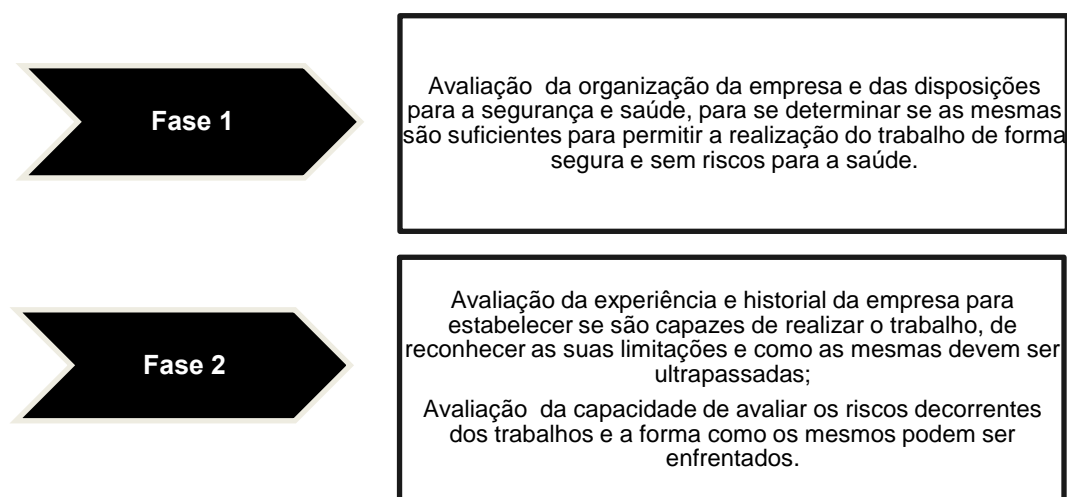 Fase 1
Avaliação da organização da empresa e das disposições
para a segurança e saúde, para se determinar se as mesmas
são suficientes para permitir a realização do trabalho de forma
segura e sem riscos para a saúde.
Fase 2
Avaliação da experiência e historial da empresa para
estabelecer se são capazes de realizar o trabalho, de
reconhecer as suas limitações e como as mesmas devem ser
ultrapassadas;
Avaliação da capacidade de avaliar os riscos decorrentes
dos trabalhos e a forma como os mesmos podem ser
enfrentados.